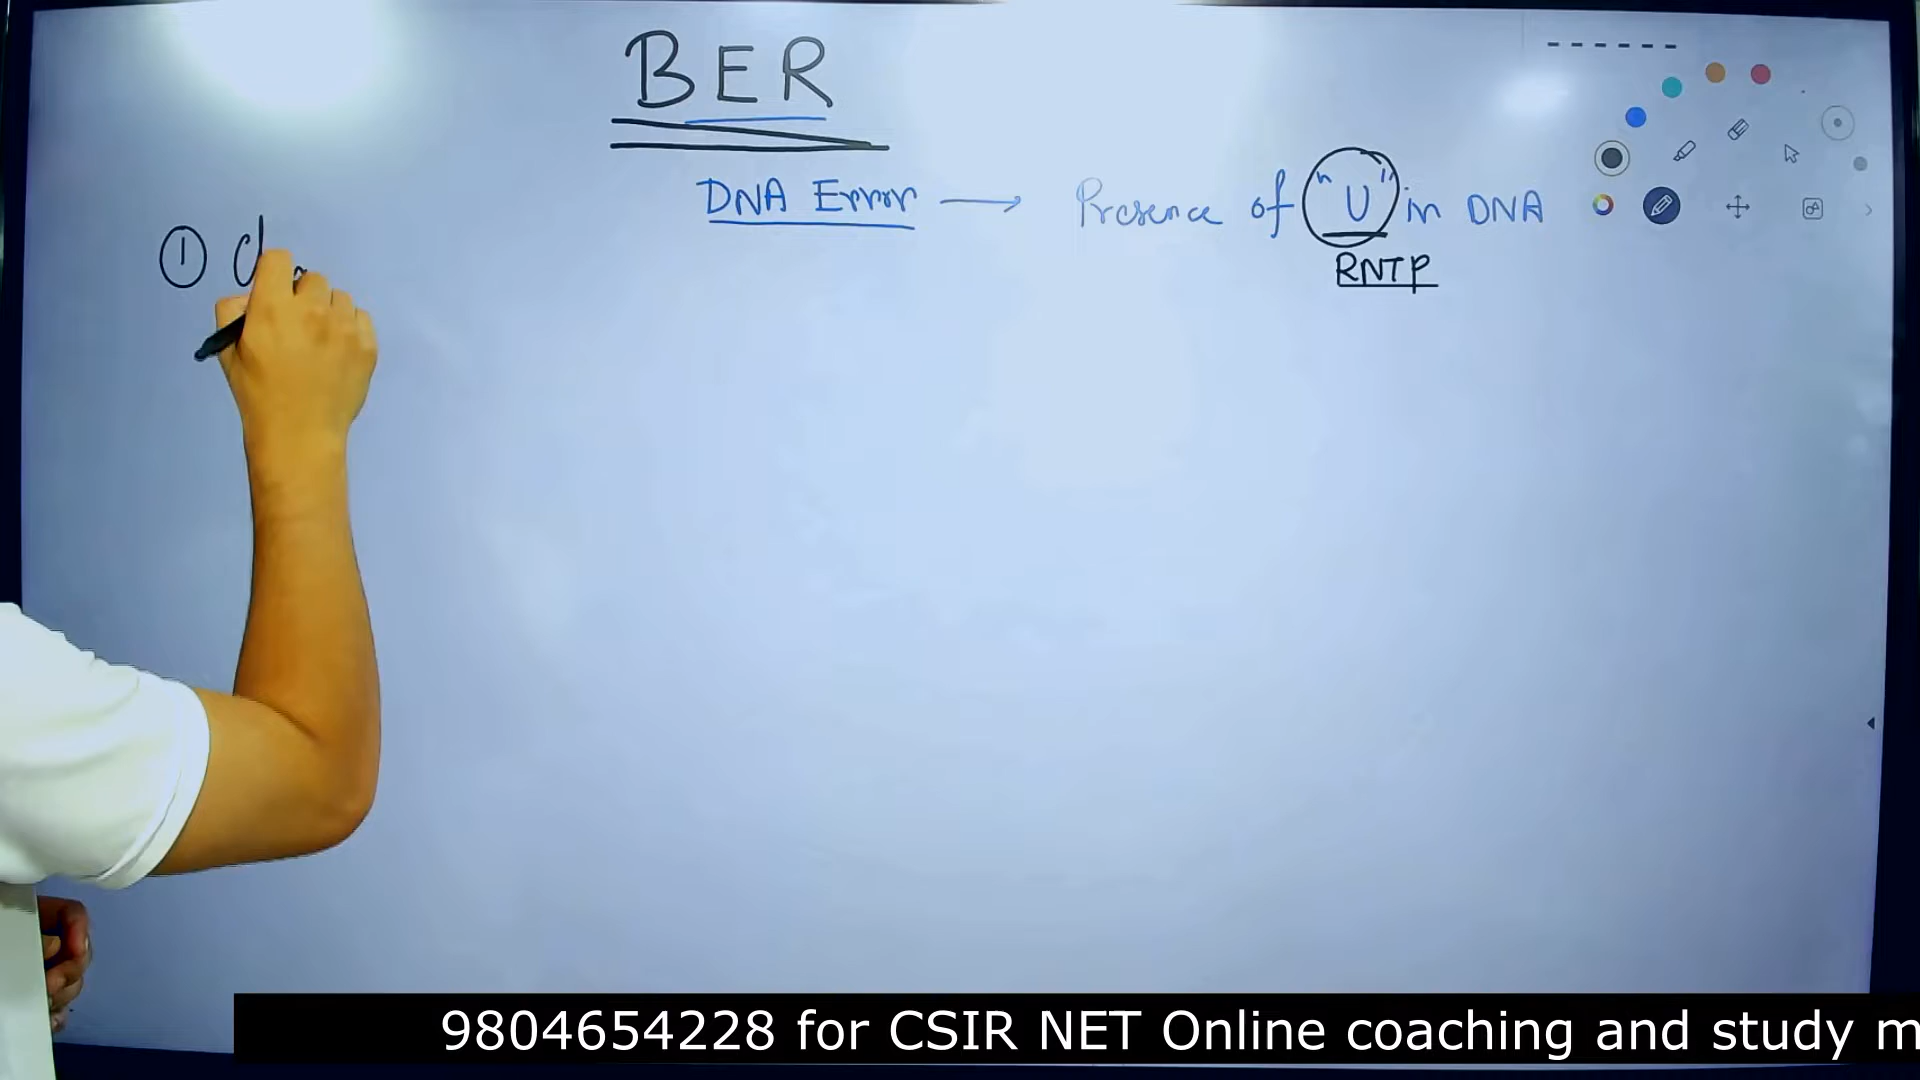 BER
DNA Error → Presence of "U" in DNA
RNTP
①
9804654228 for CSIR NET Online coaching and study m